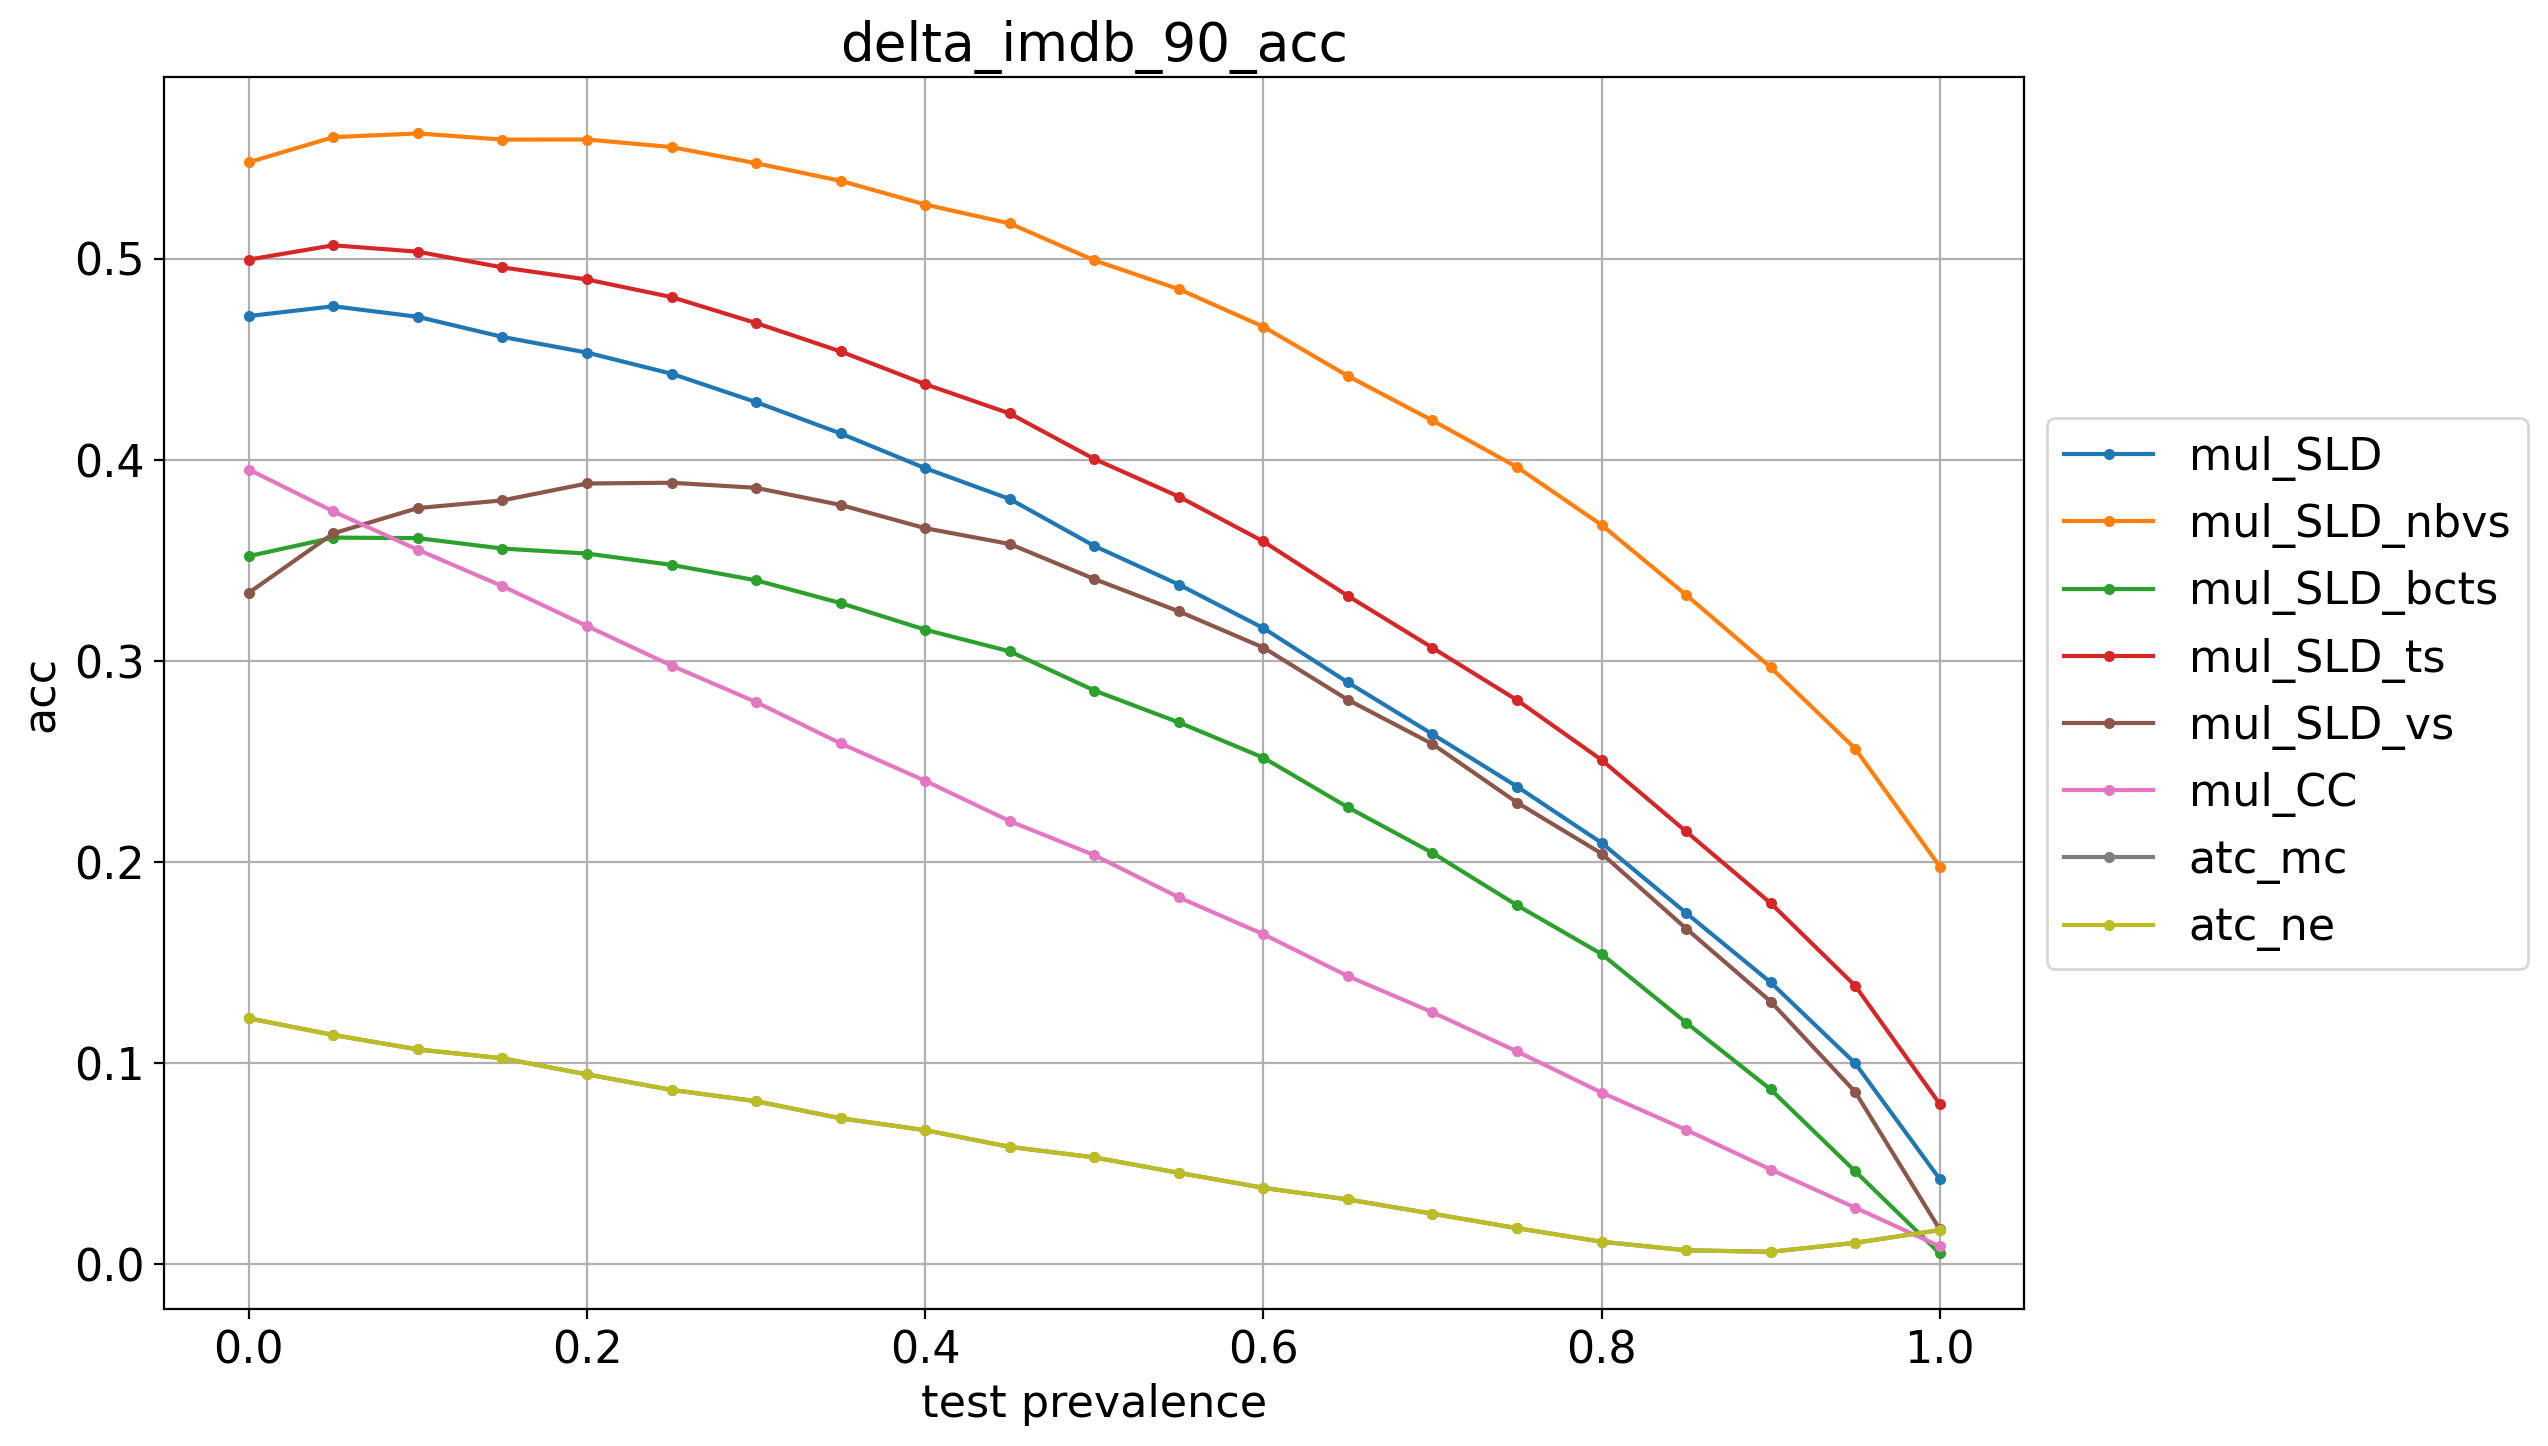 delta_imdb_90_acc
acc
0.5
0.4
0.3
0.2
0.1
0.0
0.0 0.2 0.4 0.6 0.8 1.0
test prevalence
mul_SLD
mul_SLD_nbvs
mul_SLD_bcts
mul_SLD_ts
mul_SLD_vs
mul_CC
atc_mc
atc_ne